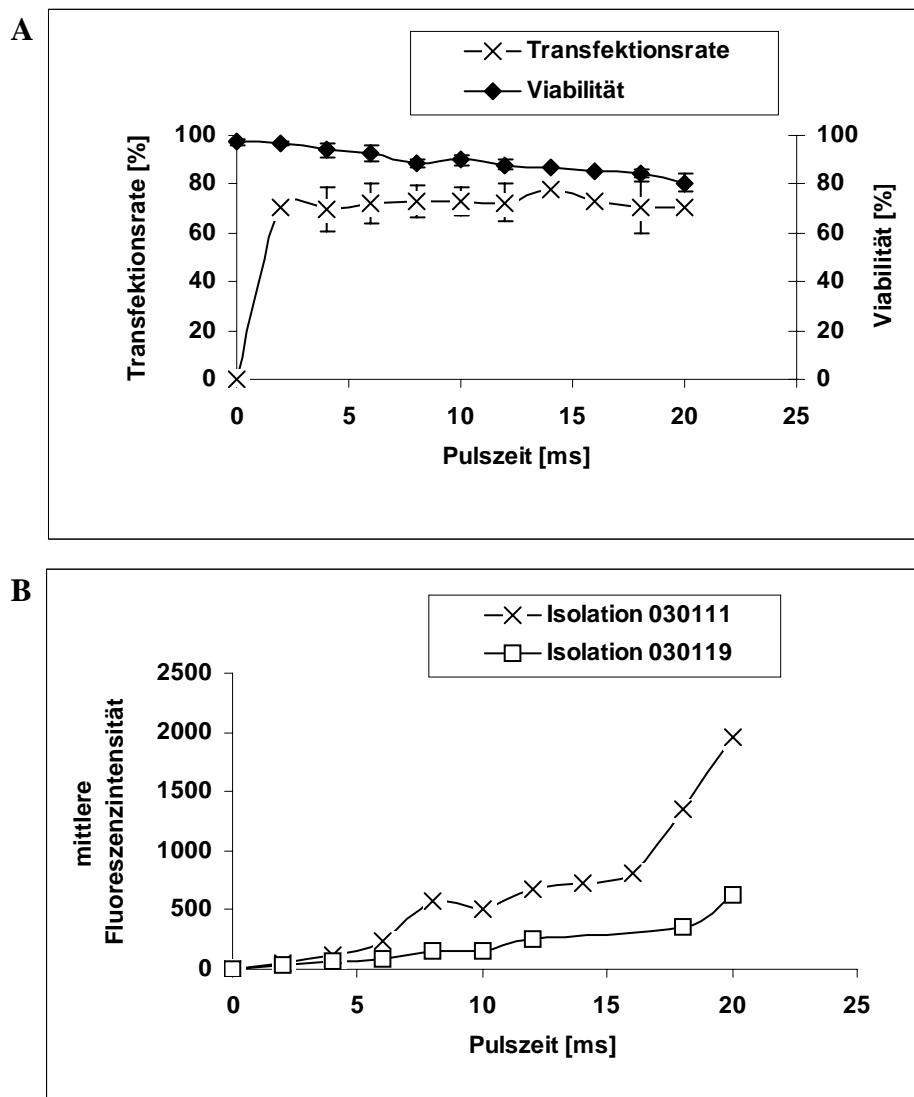 A
Transfektionsrate
Viabilität
Transfektionsrate [%]
100
80
60
40
20
0
100
80
60
40
20
0
Viabilität [%]
0 5 10 15 20 25
Pulszeit [ms]
B
Isolation 030111
Isolation 030119
mittlere
Fluoreszenzintensität
2500
2000
1500
1000
500
0
0 5 10 15 20 25
Pulszeit [ms]